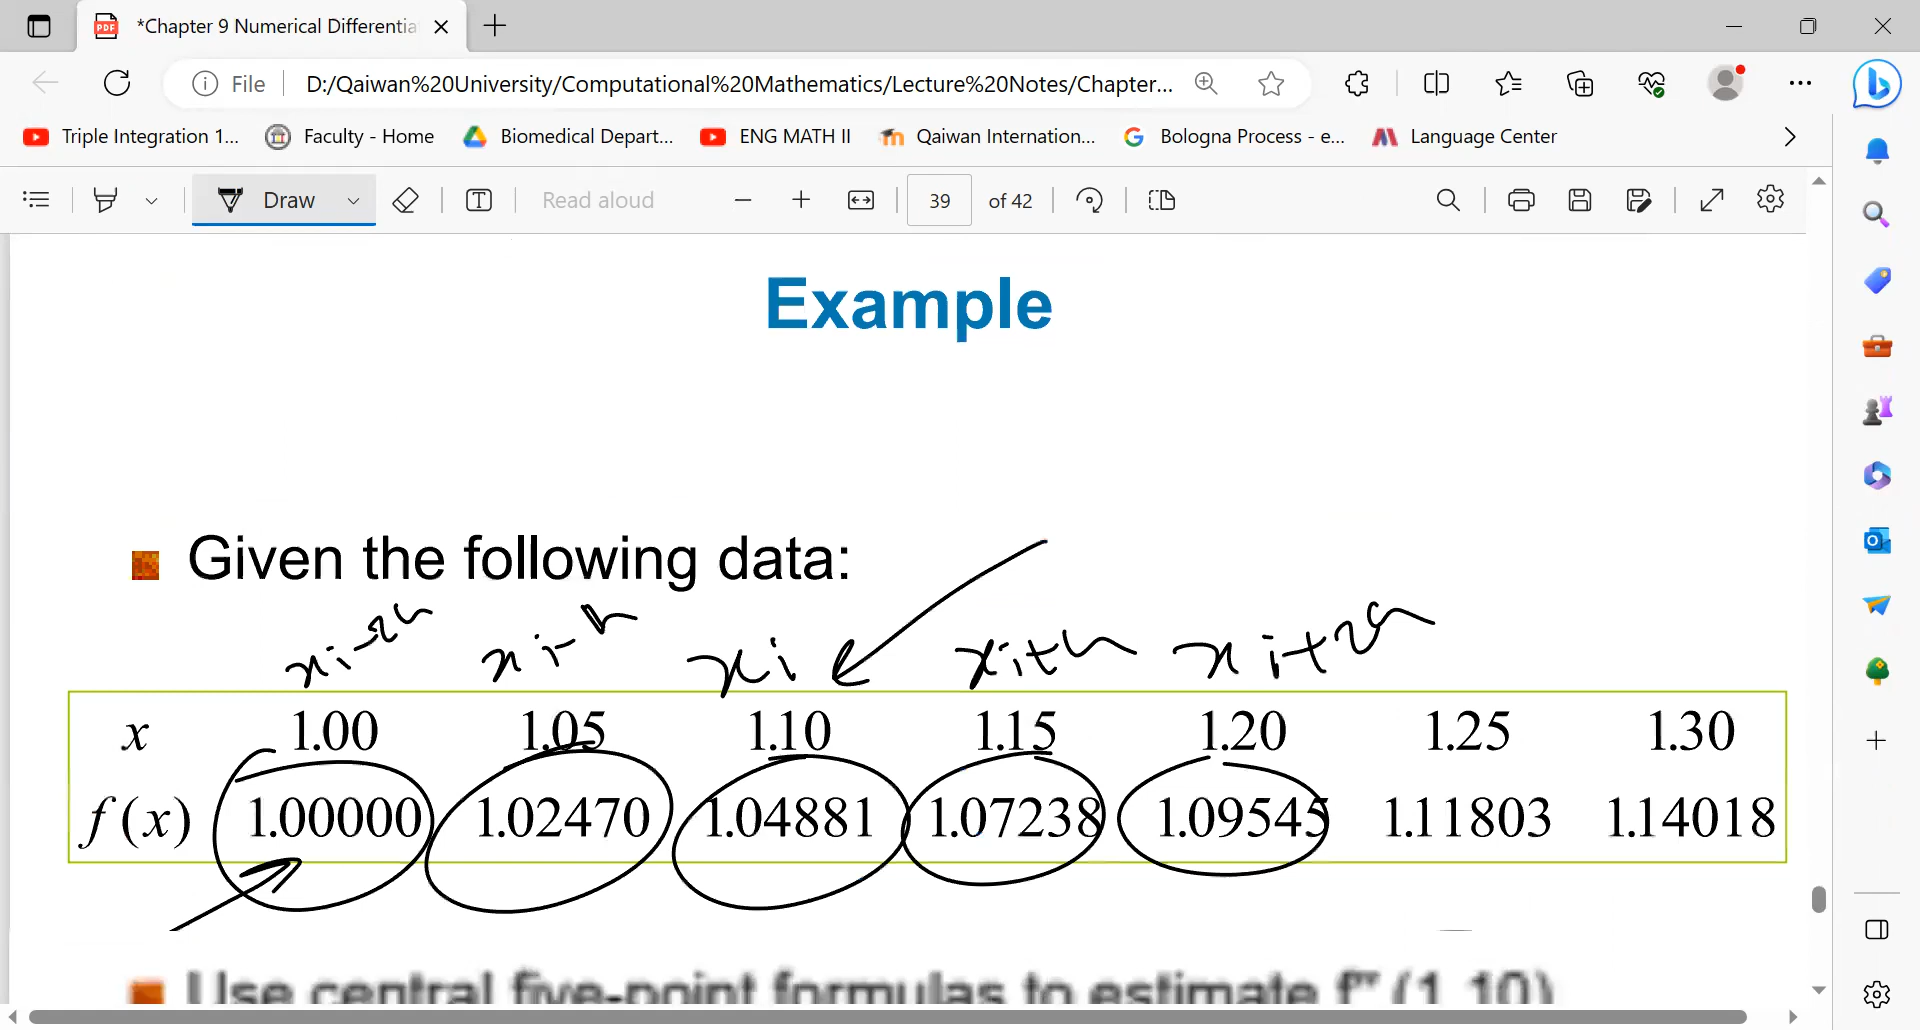 *Chapter 9 Numerical Differentia
File D:/Qaiwan%20University/Computational%20Mathematics/Lecture%20Notes/Chapter...
Triple Integration 1... Faculty - Home Biomedical Depart... ENG MATH II Qaiwan Internation... Bologna Process - e... Language Center
Draw Read aloud 39 of 42
Example
Given the following data:
xi-2h xi-h xi xi+h xi+2h
x 1.00 1.05 1.10 1.15 1.20 1.25 1.30
f(x) 1.00000 1.02470 1.04881 1.07238 1.09545 1.11803 1.14018
Use central five-point formulas to estimate (1.10)